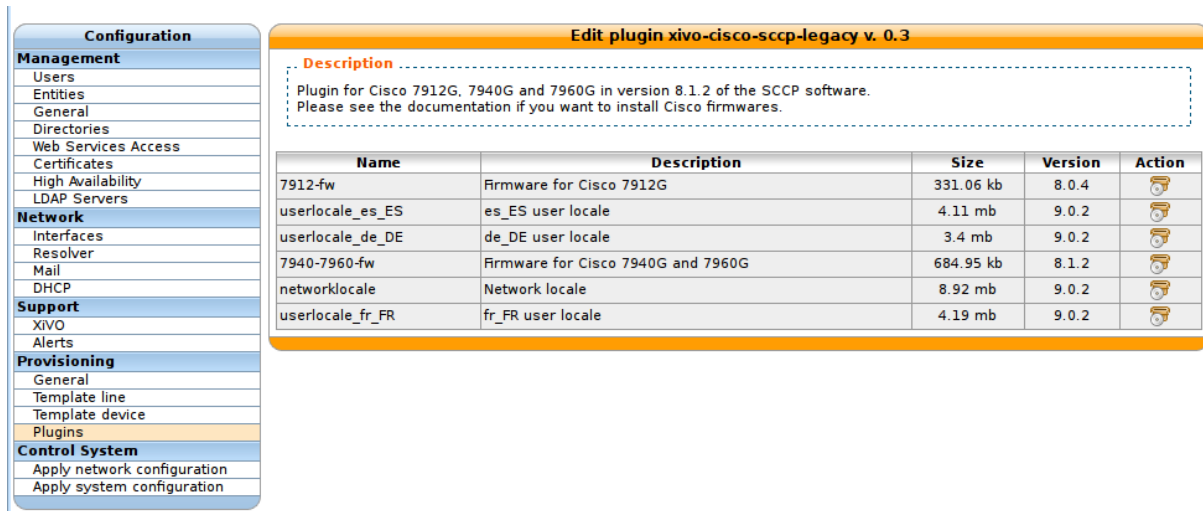 Configuration
Management
Users
Entities
General
Directories
Web Services Access
Certificates
High Availability
LDAP Servers
Network
Interfaces
Resolver
Mail
DHCP
Support
XiVO
Alerts
Provisioning
General
Template line
Template device
Plugins
Control System
Apply network configuration
Apply system configuration
Edit plugin xivo-cisco-sccp-legacy v. 0.3
Description
Plugin for Cisco 7912G, 7940G and 7960G in version 8.1.2 of the SCCP software.
Please see the documentation if you want to install Cisco firmwares.
Name Description Size Version Action
7912-fw Firmware for Cisco 7912G 331.06 kb 8.0.4
userlocale_es_ES es_ES user locale 4.11 mb 9.0.2
userlocale_de_DE de_DE user locale 3.4 mb 9.0.2
7940-7960-fw Firmware for Cisco 7940G and 7960G 684.95 kb 8.1.2
networklocale Network locale 8.92 mb 9.0.2
userlocale_fr_FR fr_FR user locale 4.19 mb 9.0.2